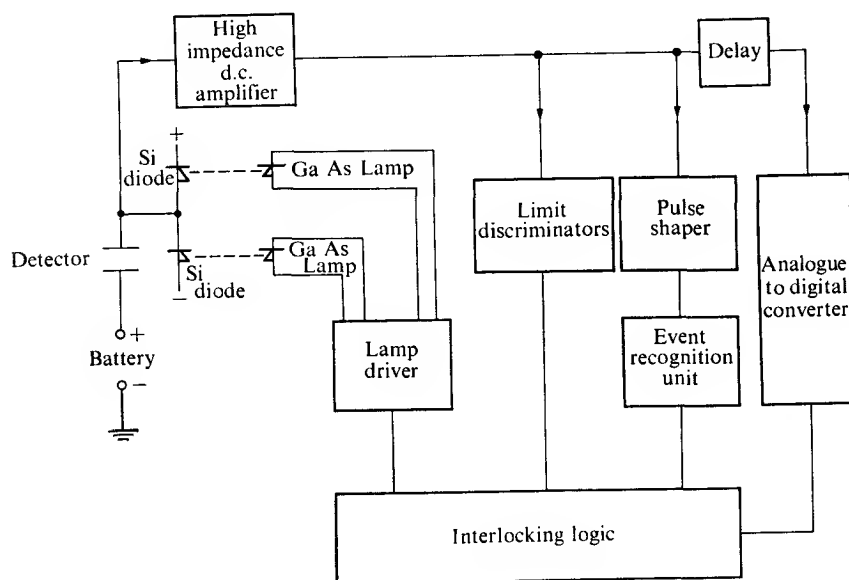 High
impedance
d.c.
amplifier
Delay
+
Si
diode
Ga As Lamp
Limit
discriminators
Pulse
shaper
Analogue
to digital
converter
Ga As
Lamp
Detector
Si
diode
−
+
Battery
−
Lamp
driver
Event
recognition
unit
Interlocking logic